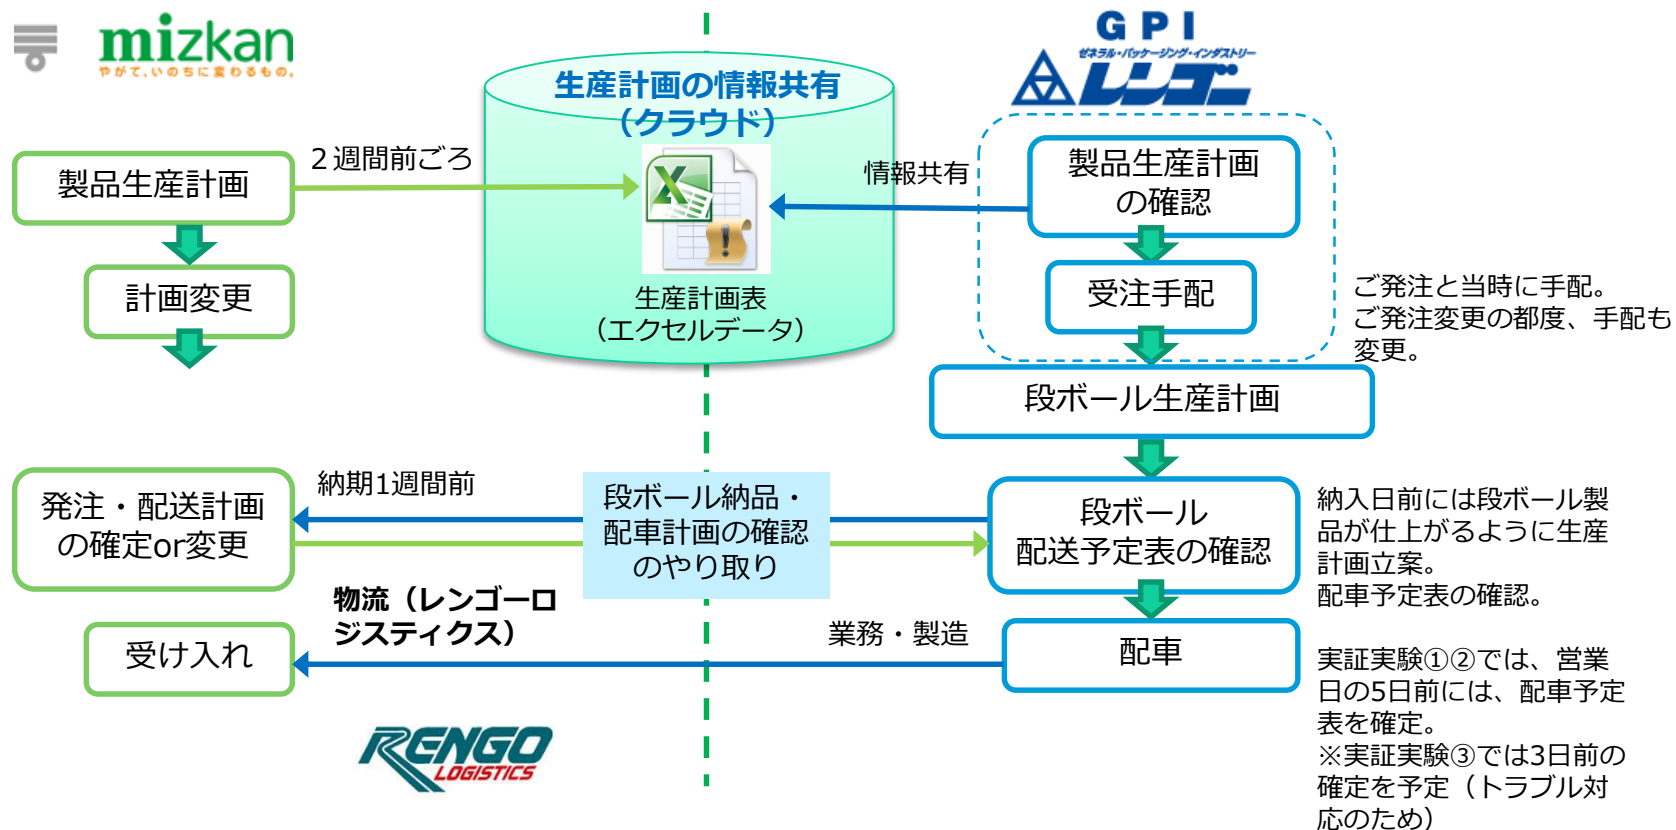 mizkan
やがて、いのちに変わるもの。
GPI
ゼネラル・パッケージング・インダストリー
レンゴー
生産計画の情報共有
（クラウド）
製品生産計画
２週間前ごろ
情報共有
製品生産計画
の確認
計画変更
生産計画表
（エクセルデータ）
受注手配
ご発注と当時に手配。
ご発注変更の都度、手配も
変更。
段ボール生産計画
発注・配送計画
の確定or変更
納期1週間前
段ボール納品・
配車計画の確認
のやり取り
段ボール
配送予定表の確認
納入日前には段ボール製
品が仕上がるように生産
計画立案。
配車予定表の確認。
物流（レンゴーロ
ジスティクス）
受け入れ
業務・製造
配車
実証実験①②では、営業
日の5日前には、配車予定
表を確定。
※実証実験③では3日前の
確定を予定（トラブル対
応のため）
RENGO
LOGISTICS